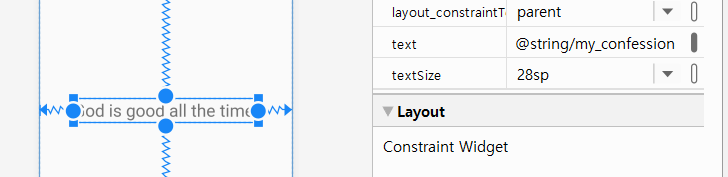 layout_constraintT
parent
text
@string/my_confession
textSize
28sp
od is good all the time
Layout
Constraint Widget